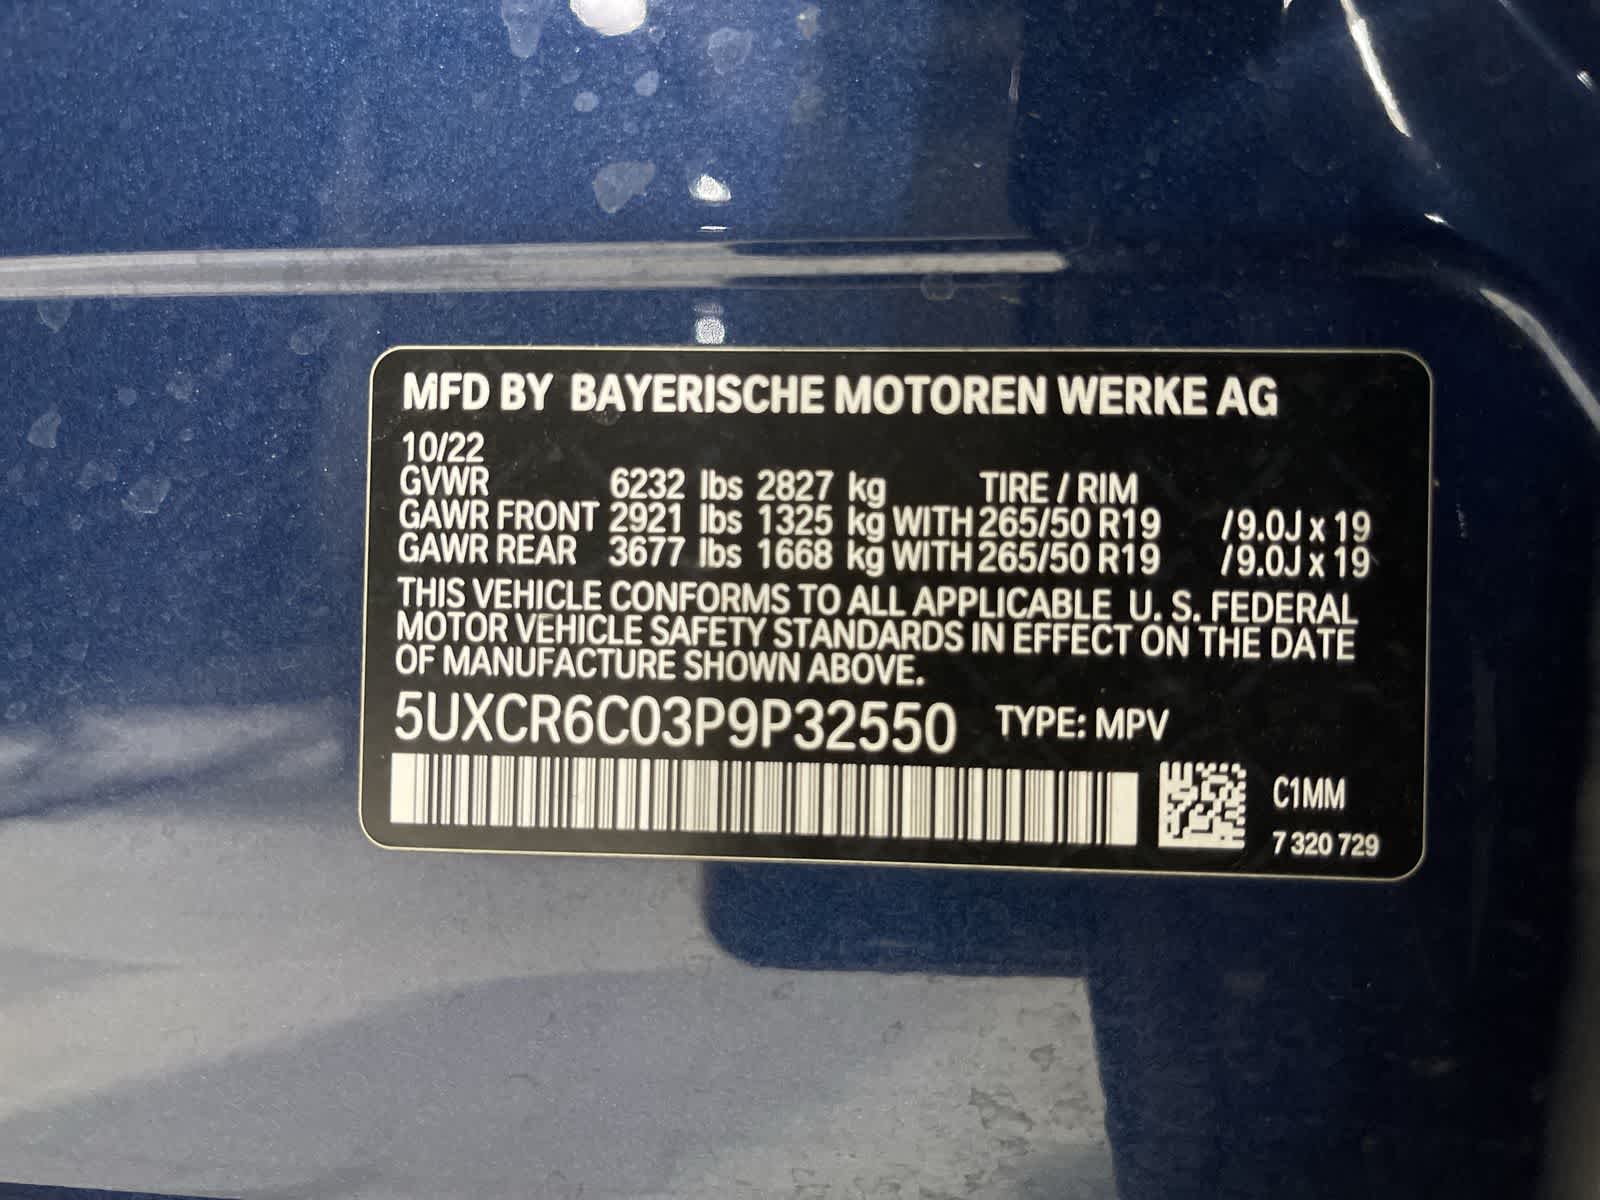 MFD BY BAYERISCHE MOTOREN WERKE AG
10/22
GVWR 6232 lbs 2827 kg TIRE / RIM
GAWR FRONT 2921 lbs 1325 kg WITH 265/50 R19 /9.0J x 19
GAWR REAR 3677 lbs 1668 kg WITH 265/50 R19 /9.0J x 19
THIS VEHICLE CONFORMS TO ALL APPLICABLE U. S. FEDERAL
MOTOR VEHICLE SAFETY STANDARDS IN EFFECT ON THE DATE
OF MANUFACTURE SHOWN ABOVE.
5UXCR6C03P9P32550 TYPE: MPV
C1MM
7 320 729